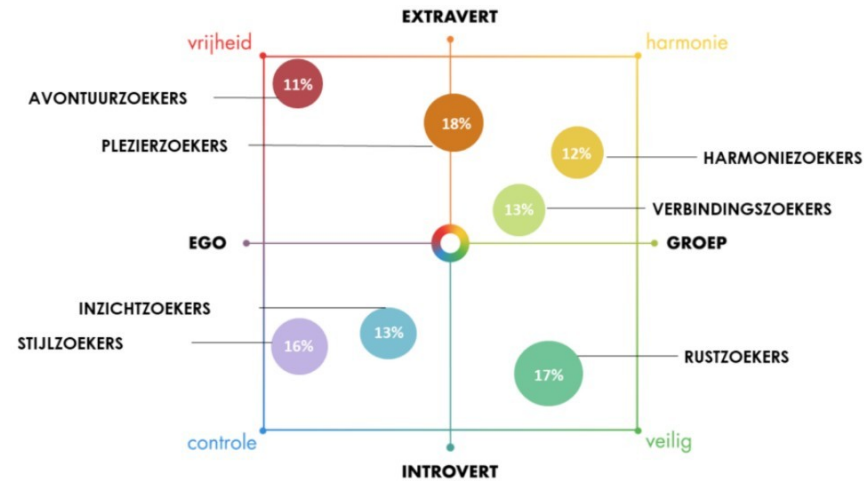 EXTRAVERT
vrijheid
harmonie
11%
AVONTUURZOEKERS
18%
PLEZIERZOEKERS
12%
HARMONIEZOEKERS
13%
VERBINDINGSZOEKERS
EGO
GROEP
INZICHTZOEKERS
13%
STIJLZOEKERS
16%
RUSTZOEKERS
17%
controle
veilig
INTROVERT